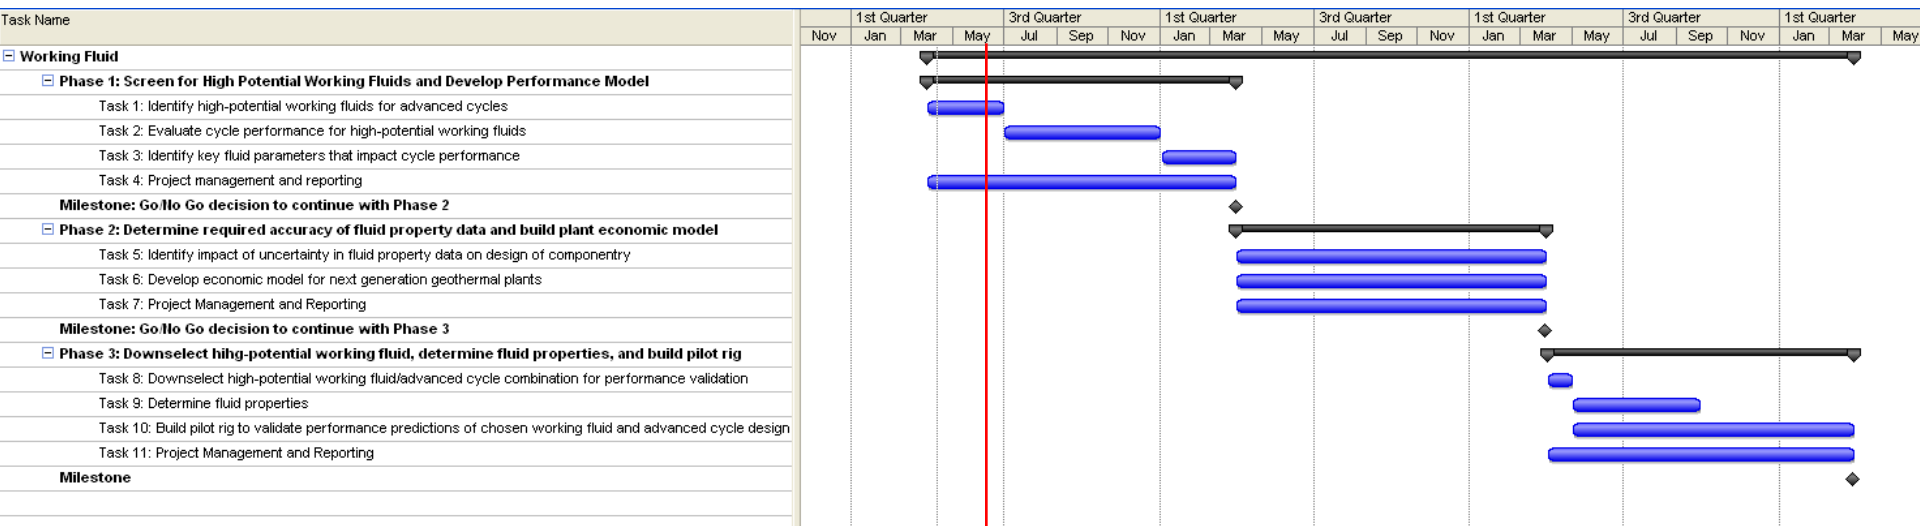 Task Name
1st Quarter 3rd Quarter 1st Quarter 3rd Quarter 1st Quarter 3rd Quarter 1st Quarter
Nov Jan Mar May Jul Sep Nov Jan Mar May Jul Sep Nov Jan Mar May Jul Sep Nov Jan Mar May
Working Fluid
Phase 1: Screen for High Potential Working Fluids and Develop Performance Model
Task 1: Identify high-potential working fluids for advanced cycles
Task 2: Evaluate cycle performance for high-potential working fluids
Task 3: Identify key fluid parameters that impact cycle performance
Task 4: Project management and reporting
Milestone: Go/No Go decision to continue with Phase 2
Phase 2: Determine required accuracy of fluid property data and build plant economic model
Task 5: Identify impact of uncertainty in fluid property data on design of componentry
Task 6: Develop economic model for next generation geothermal plants
Task 7: Project Management and Reporting
Milestone: Go/No Go decision to continue with Phase 3
Phase 3: Downselect hihg-potential working fluid, determine fluid properties, and build pilot rig
Task 8: Downselect high-potential working fluid/advanced cycle combination for performance validation
Task 9: Determine fluid properties
Task 10: Build pilot rig to validate performance predictions of chosen working fluid and advanced cycle design
Task 11: Project Management and Reporting
Milestone